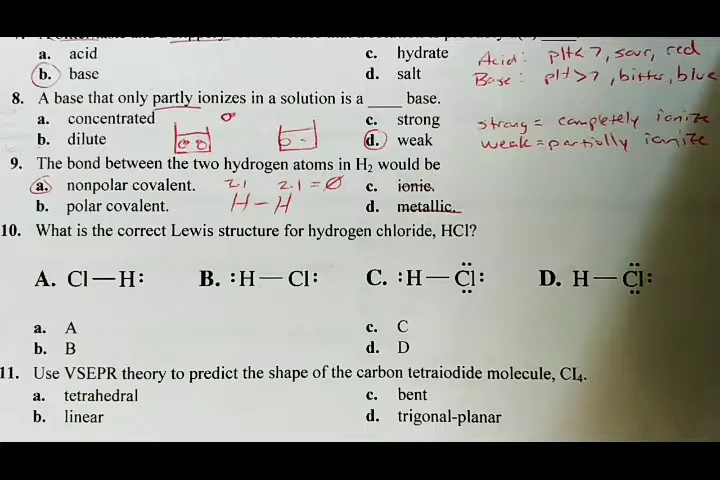 a. acid c. hydrate Acid: pH<7, sour, red
b. base d. salt Base: pH>7, bitter, blue
8. A base that only partly ionizes in a solution is a ____ base.
a. concentrated c. strong strong = completely ionize
b. dilute d. weak weak = partially ionize
9. The bond between the two hydrogen atoms in H₂ would be
a. nonpolar covalent. 2.1 2.1 = 0 c. ionic.
b. polar covalent. H – H d. metallic.
10. What is the correct Lewis structure for hydrogen chloride, HCl?
A. Cl — H: B. :H — Cl: C. :H — Cl: D. H — Cl:
a. A c. C
b. B d. D
11. Use VSEPR theory to predict the shape of the carbon tetraiodide molecule, CI₄.
a. tetrahedral c. bent
b. linear d. trigonal-planar